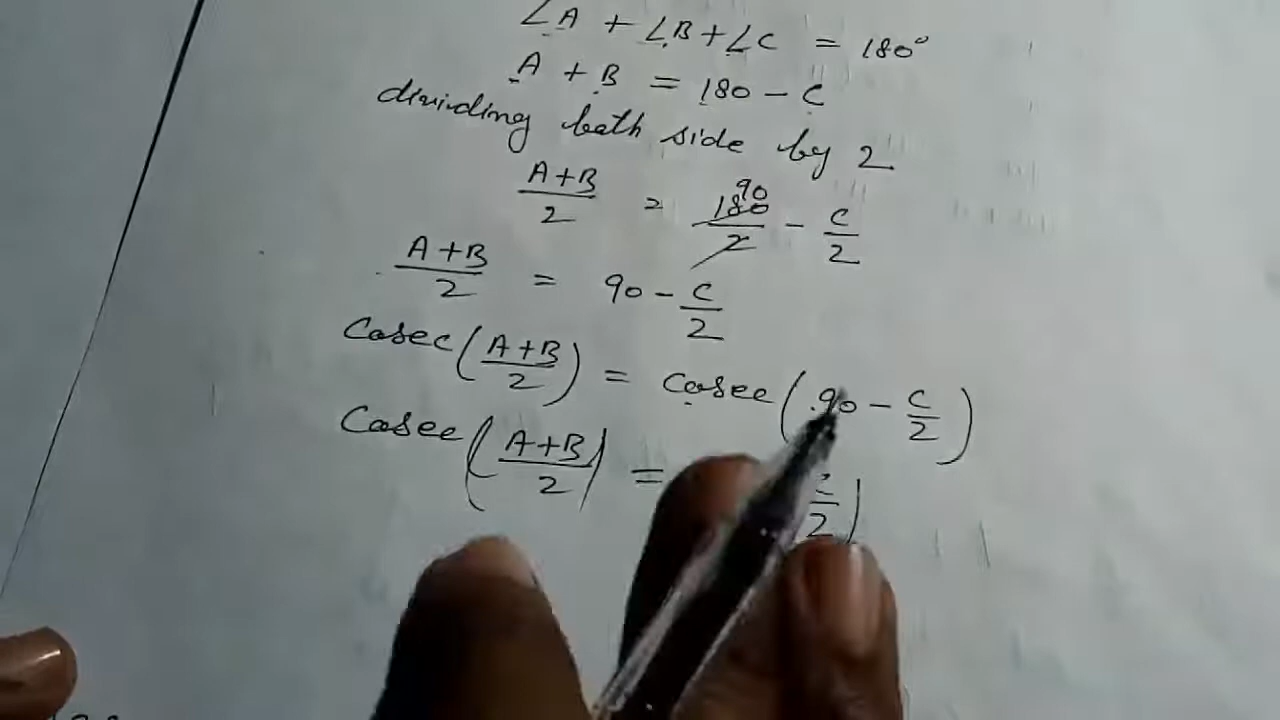 ∠A + ∠B + ∠C = 180°
A + B = 180 - C
dividing both side by 2
(A+B)/2 = 90 180/2 - C/2
(A+B)/2 = 90 - C/2
Cosec((A+B)/2) = Cosec(90 - C/2)
Cosec((A+B)/2) = C/2)